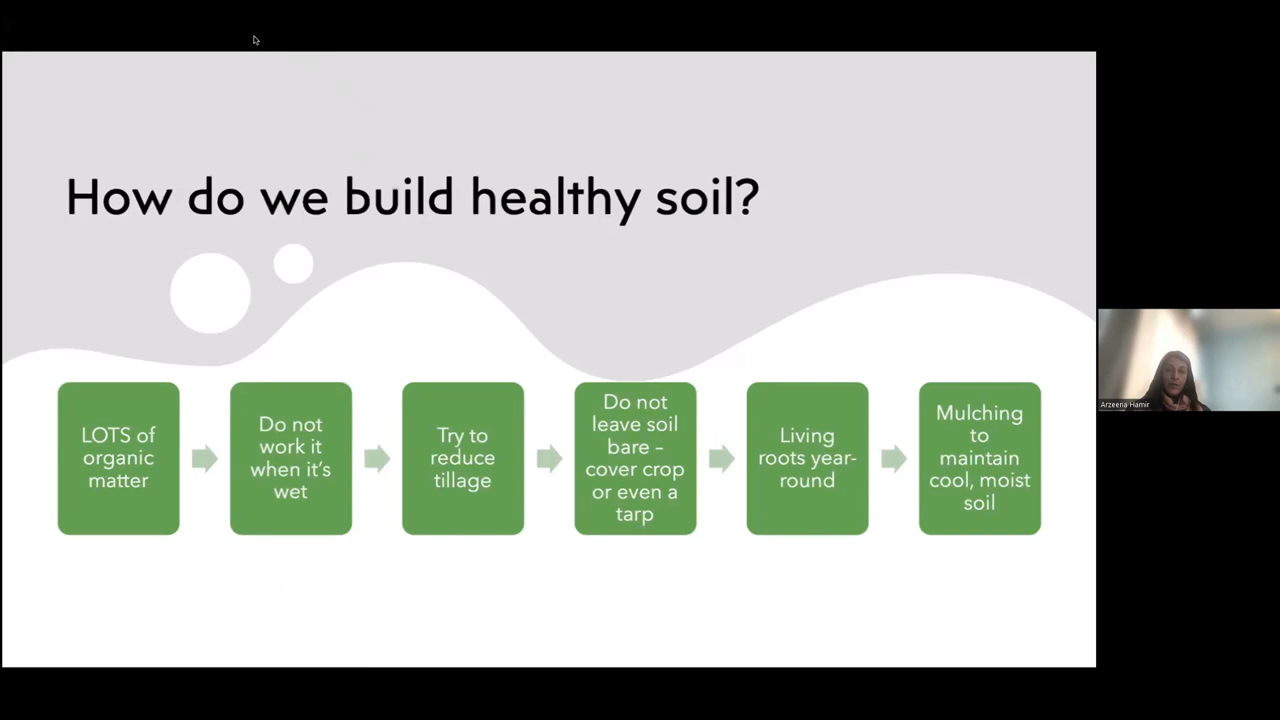 How do we build healthy soil?
LOTS of
organic
matter
Do not
work it
when it's
wet
Try to
reduce
tillage
Do not
leave soil
bare –
cover crop
or even a
tarp
Living
roots year-
round
Mulching
to
maintain
cool, moist
soil
Arzeena Hamir